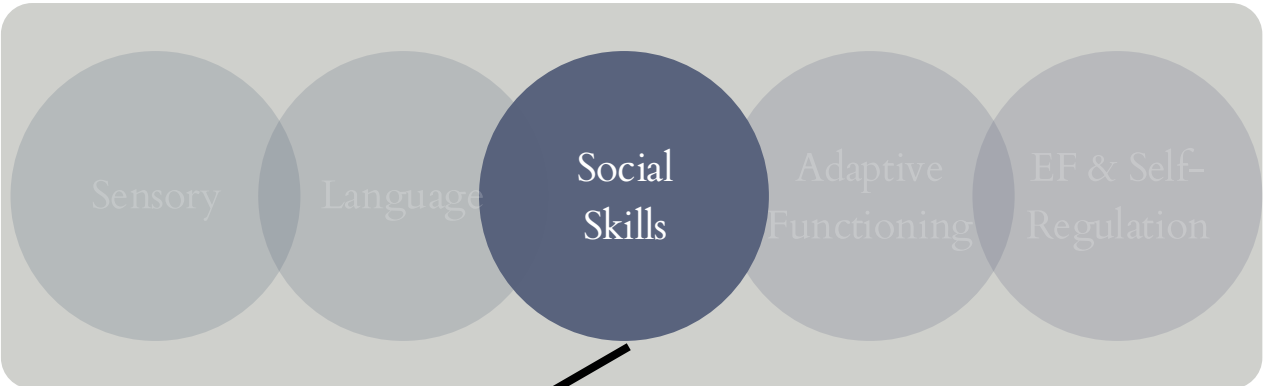 Sensory
Language
Social
Skills
Adaptive
Functioning
EF & Self-
Regulation